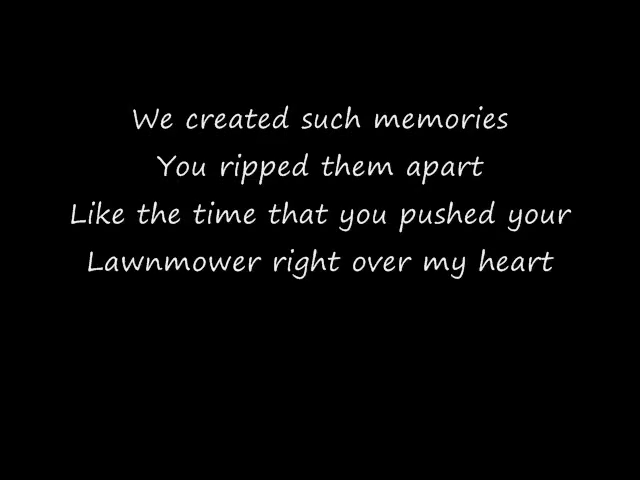 We created such memories
You ripped them apart
Like the time that you pushed your
Lawnmower right over my heart